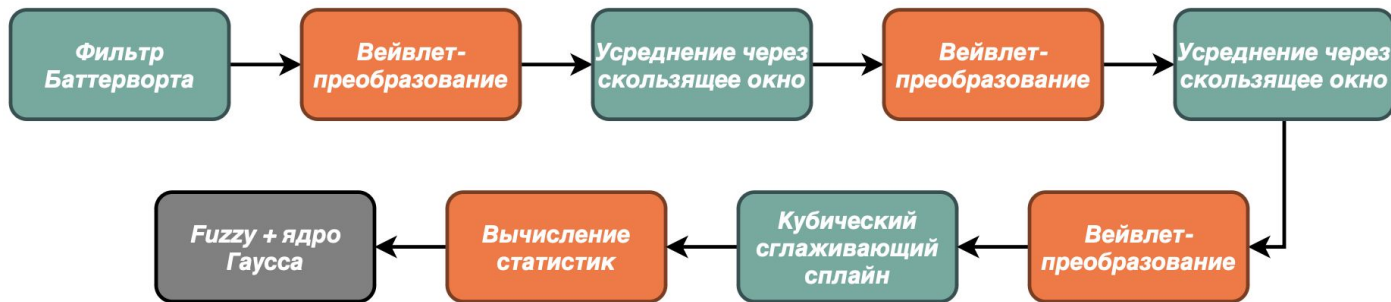 Фильтр
Баттерворта
Вейвлет-
преобразование
Усреднение через
скользящее окно
Вейвлет-
преобразование
Усреднение через
скользящее окно
Fuzzy + ядро
Гаусса
Вычисление
статистик
Кубический
сглаживающий
сплайн
Вейвлет-
преобразование